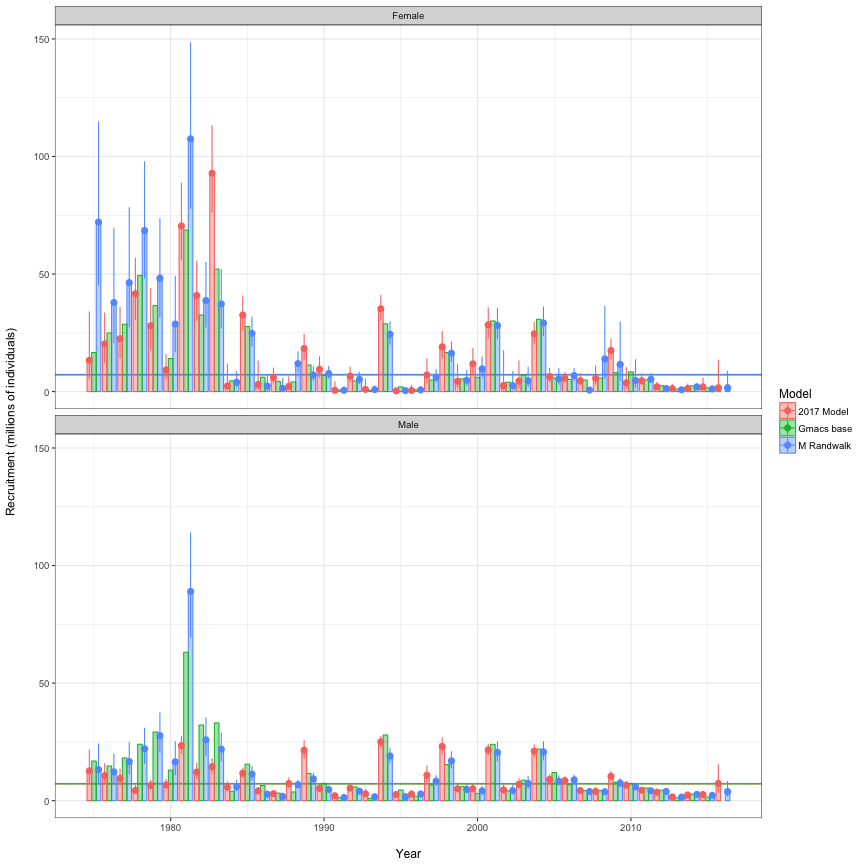 Female
150
100
50
0
Male
150
100
50
0
1980
1990
2000
2010
Year
Recruitment (millions of individuals)
Model
2017 Model
Gmacs base
M Randwalk